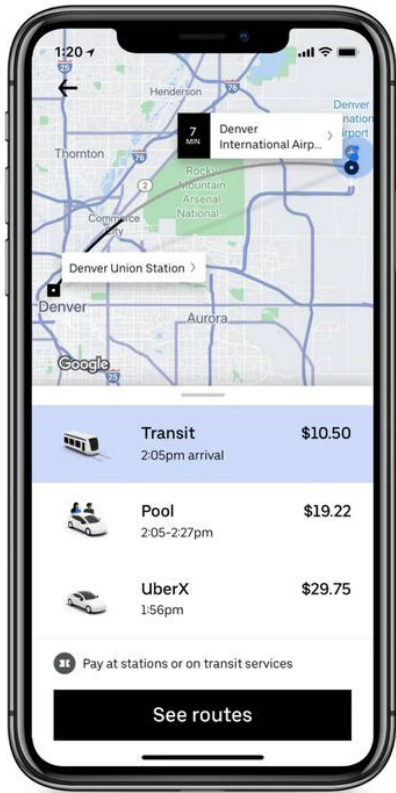 1:20
25
76
Henderson
Denver
7
MIN
Denver
International Airp...
Thornton
76
2
Rocky
Mountain
Arsenal
National
Commerce
City
Denver Union Station
Denver
Aurora
Google
25
Transit
$10.50
2:05pm arrival
Pool
$19.22
2:05-2:27pm
UberX
$29.75
1:56pm
Pay at stations or on transit services
See routes